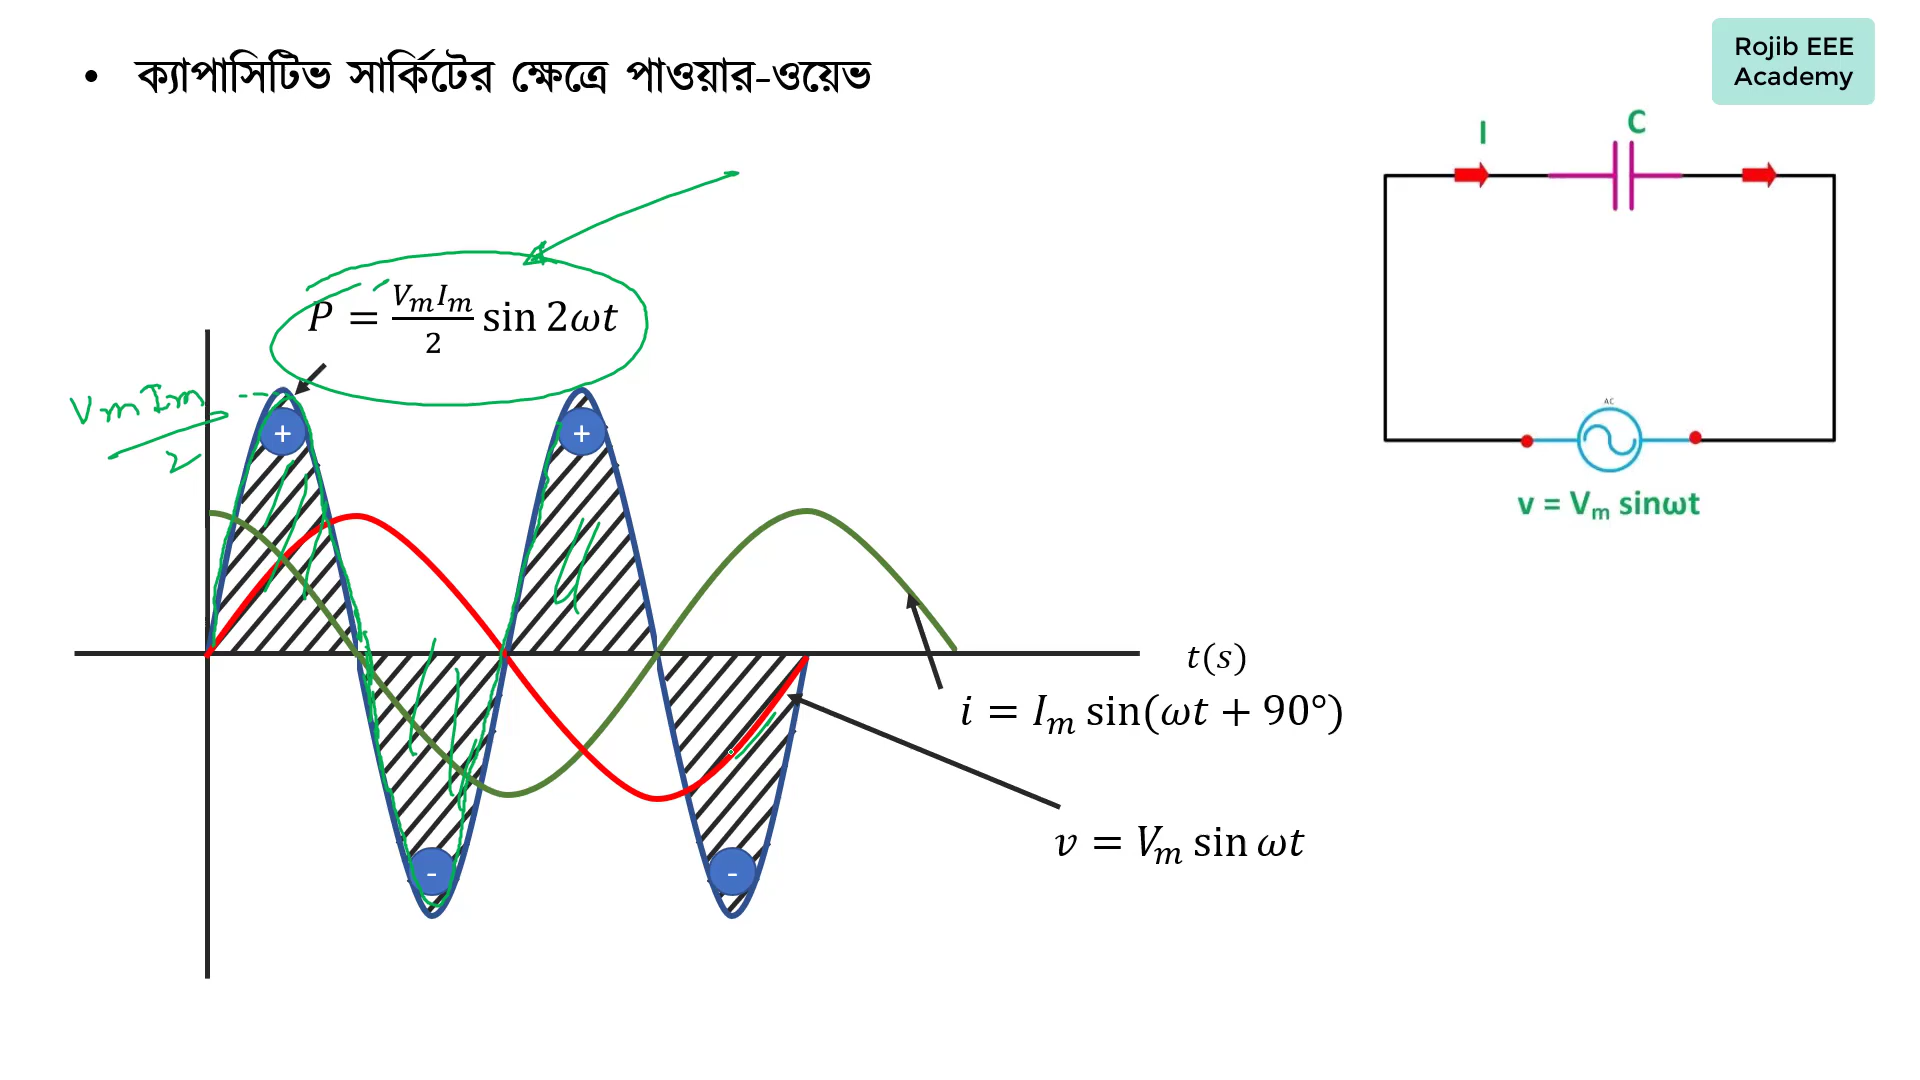 • ক্যাপাসিটিভ সার্কিটের ক্ষেত্রে পাওয়ার-ওয়েভ
Rojib EEE
Academy
I
C
P = VₘIₘ/2 sin 2ωt
VmIm/2
+
+
-
-
AC
v = Vₘ sinωt
t(s)
i = Iₘ sin(ωt + 90°)
v = Vₘ sin ωt